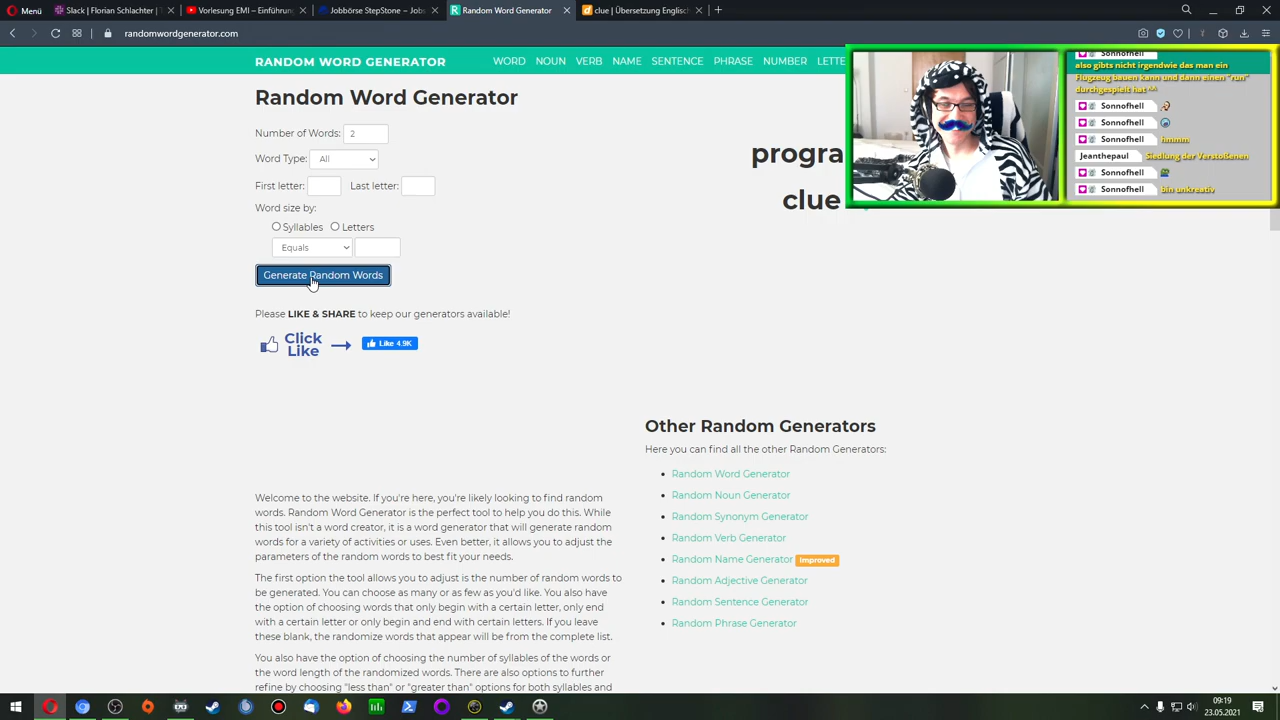 Menü
Slack | Florian Schlachter | T
Vorlesung EMI – Einführung
Jobbörse StepStone – Jobs
Random Word Generator
clue | Übersetzung Englisch
randomwordgenerator.com
RANDOM WORD GENERATOR
WORD NOUN VERB NAME SENTENCE PHRASE NUMBER LETTE
Random Word Generator
Number of Words: 2
Word Type: All
First letter: Last letter:
Word size by:
Syllables Letters
Equals
Generate Random Words
Please LIKE & SHARE to keep our generators available!
Click
Like
Like 4.9K
progra
clue
Sonnofhell
also gibts nicht irgendwie das man ein
Flugzeug bauen kann und dann einen "run"
durchgespielt hat ^^
Sonnofhell
Sonnofhell
Sonnofhell hmmm
Jeanthepaul Siedlung der Verstoßenen
Sonnofhell
Sonnofhell bin unkreativ
Other Random Generators
Here you can find all the other Random Generators:
Random Word Generator
Random Noun Generator
Random Synonym Generator
Random Verb Generator
Random Name Generator Improved
Random Adjective Generator
Random Sentence Generator
Random Phrase Generator
Welcome to the website. If you're here, you're likely looking to find random
words. Random Word Generator is the perfect tool to help you do this. While
this tool isn't a word creator, it is a word generator that will generate random
words for a variety of activities or uses. Even better, it allows you to adjust the
parameters of the random words to best fit your needs.
The first option the tool allows you to adjust is the number of random words to
be generated. You can choose as many or as few as you'd like. You also have
the option of choosing words that only begin with a certain letter, only end
with a certain letter or only begin and end with certain letters. If you leave
these blank, the randomize words that appear will be from the complete list.
You also have the option of choosing the number of syllables of the words or
the word length of the randomized words. There are also options to further
refine by choosing "less than" or "greater than" options for both syllables and
09:19
23.05.2021